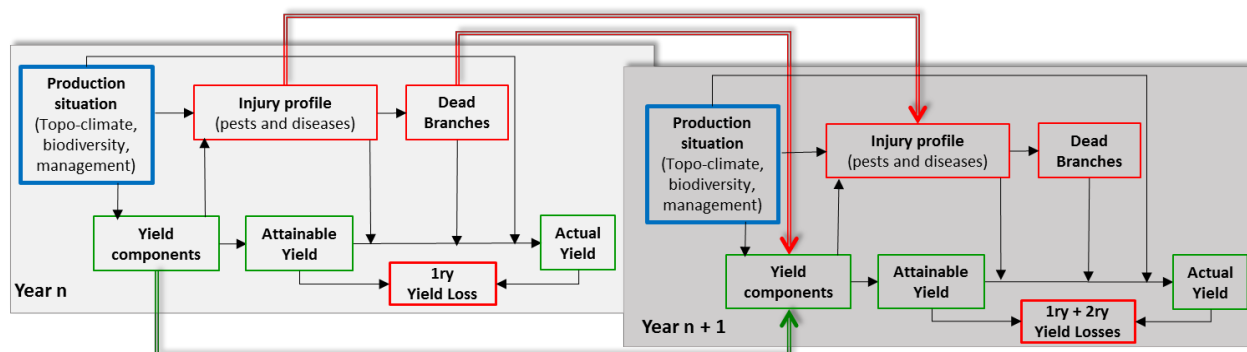 Production
situation
(Topo-climate,
biodiversity,
management)
Injury profile
(pests and diseases)
Dead
Branches
Yield
components
Attainable
Yield
Actual
Yield
1ry
Yield Loss
Year n
Production
situation
(Topo-climate,
biodiversity,
management)
Injury profile
(pests and diseases)
Dead
Branches
Yield
components
Attainable
Yield
Actual
Yield
1ry + 2ry
Yield Losses
Year n + 1